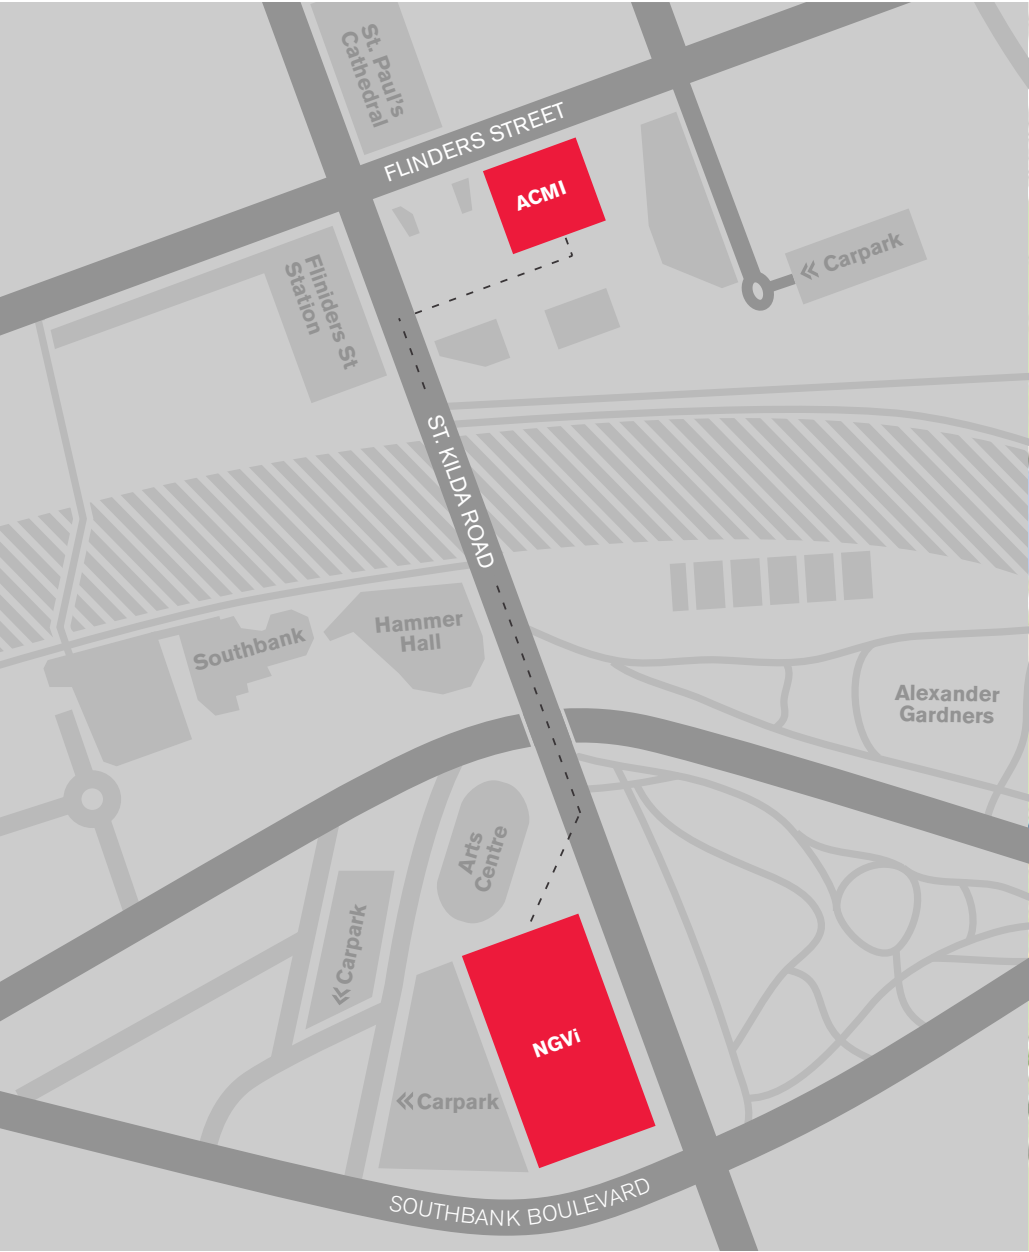 St. Paul's
Cathedral
FLINDERS STREET
ACMI
« Carpark
Fliniders St
Station
ST. KILDA ROAD
Hammer
Hall
Southbank
Alexander
Gardners
Arts
Centre
«Carpark
NGVi
«Carpark
SOUTHBANK BOULEVARD